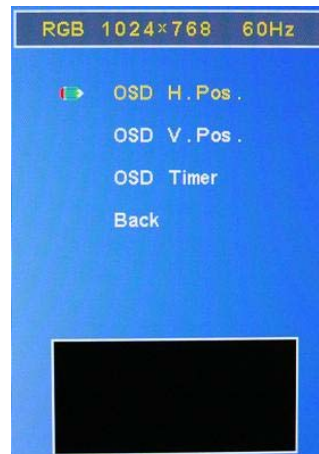 RGB 1024×768 60Hz
OSD H.Pos.
OSD V.Pos.
OSD Timer
Back